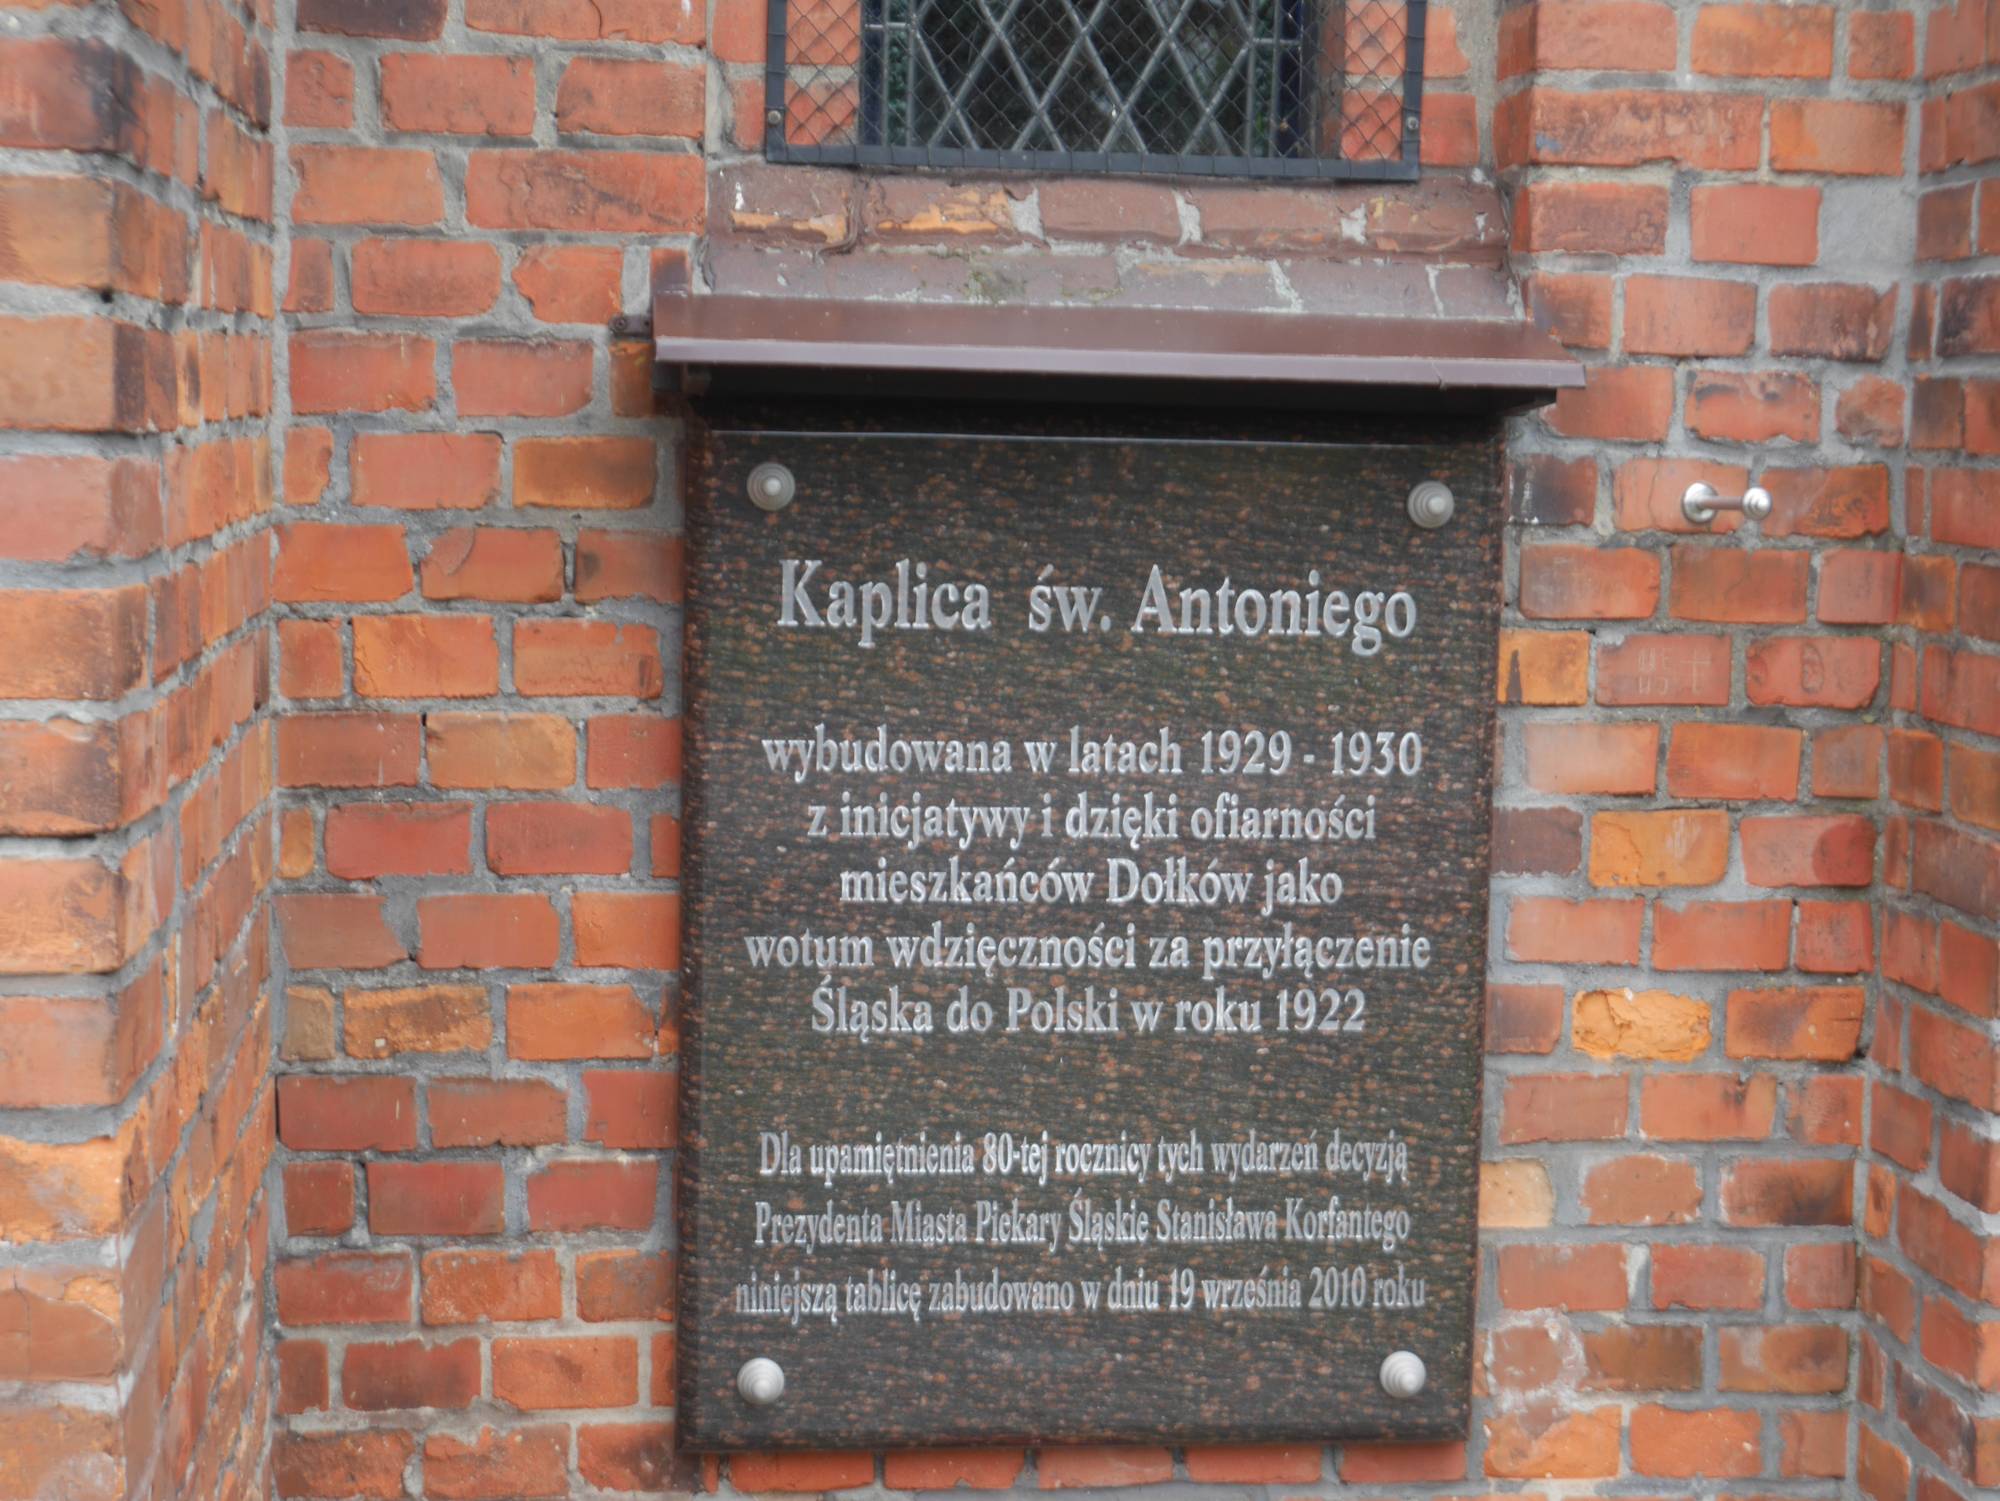 Kaplica św. Antoniego
wybudowana w latach 1929 - 1930
z inicjatywy i dzięki ofiarności
mieszkańców Dołków jako
wotum wdzięczności za przyłączenie
Śląska do Polski w roku 1922
Dla upamiętnienia 80-tej rocznicy tych wydarzeń decyzją
Prezydenta Miasta Piekary Śląskie Stanisława Korfantego
niniejszą tablicę zabudowano w dniu 19 września 2010 roku